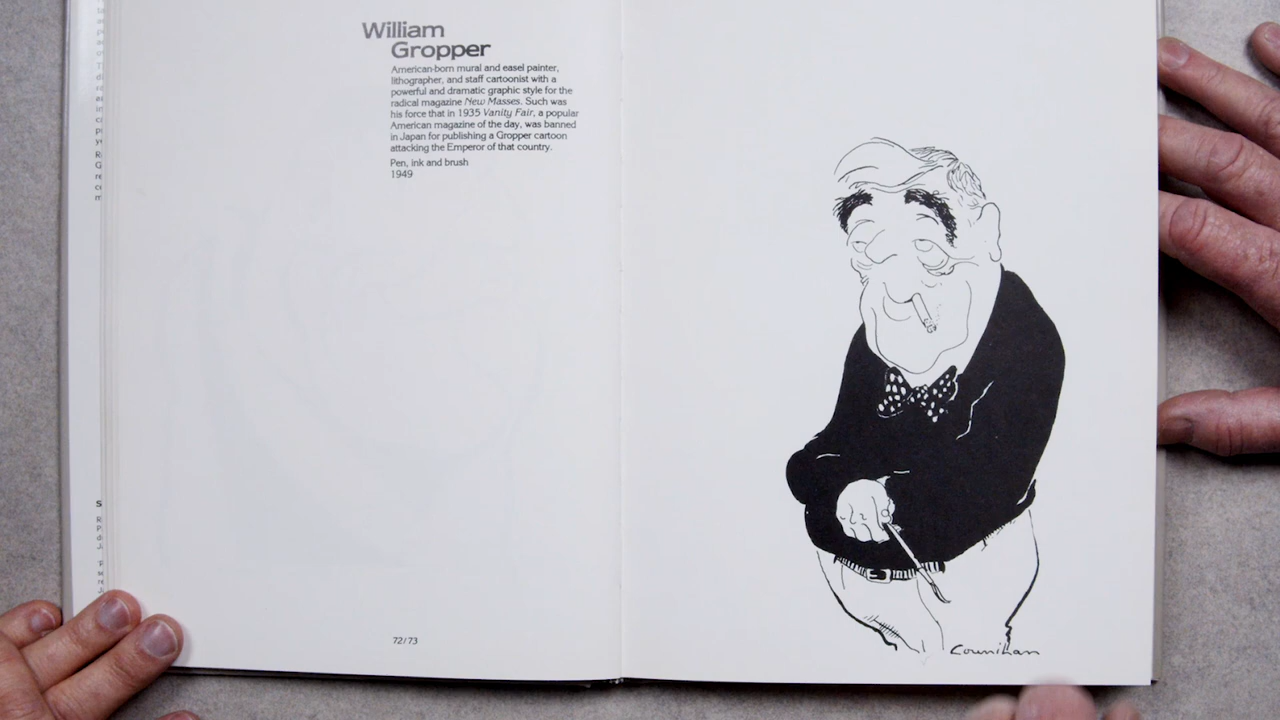 William
Gropper
American-born mural and easel painter,
lithographer, and staff cartoonist with a
powerful and dramatic graphic style for the
radical magazine New Masses. Such was
his force that in 1935 Vanity Fair, a popular
American magazine of the day, was banned
in Japan for publishing a Gropper cartoon
attacking the Emperor of that country.
Pen, ink and brush
1949
72/73
Counihan